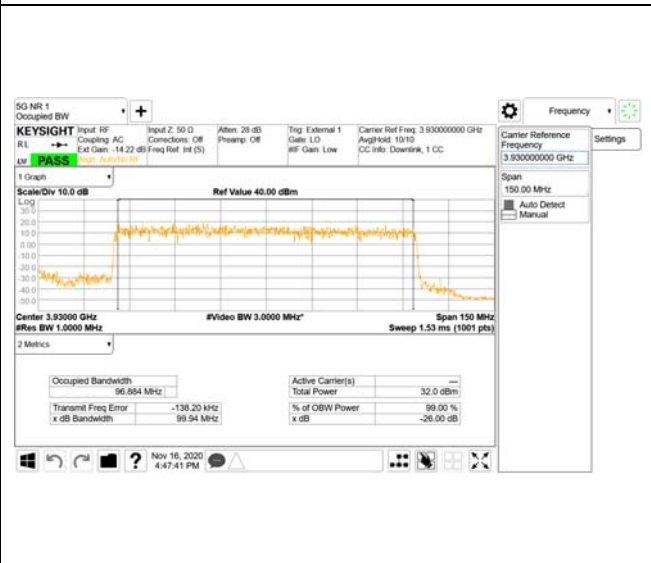 5G NR 1
Occupied BW
Frequency
KEYSIGHT
Input: RF
Input Z: 50 Ω
Atten: 28 dB
Trig: External 1
Carrier Ref Freq: 3.930000000 GHz
RL
Coupling: AC
Corrections: Off
Preamp: Off
Gate: LO
Avg|Hold: 10/10
Ext Gain: -14.22 dB
Freq Ref: Int (S)
#IF Gain: Low
CC Info: Downlink, 1 CC
PASS
Align: Auto/No RF
Carrier Reference
Frequency
3.930000000 GHz
Settings
Span
150.00 MHz
Auto Detect
Manual
1 Graph
Scale/Div 10.0 dB
Ref Value 40.00 dBm
Log
30.0
20.0
10.0
0.00
-10.0
-20.0
-30.0
-40.0
-50.0
Center 3.93000 GHz
#Video BW 3.0000 MHz*
Span 150 MHz
#Res BW 1.0000 MHz
Sweep 1.53 ms (1001 pts)
2 Metrics
Occupied Bandwidth
96.884 MHz
Active Carrier(s)
---
Total Power
32.0 dBm
Transmit Freq Error
-138.20 kHz
% of OBW Power
99.00 %
x dB Bandwidth
99.94 MHz
x dB
-26.00 dB
?
Nov 16, 2020
4:47:41 PM